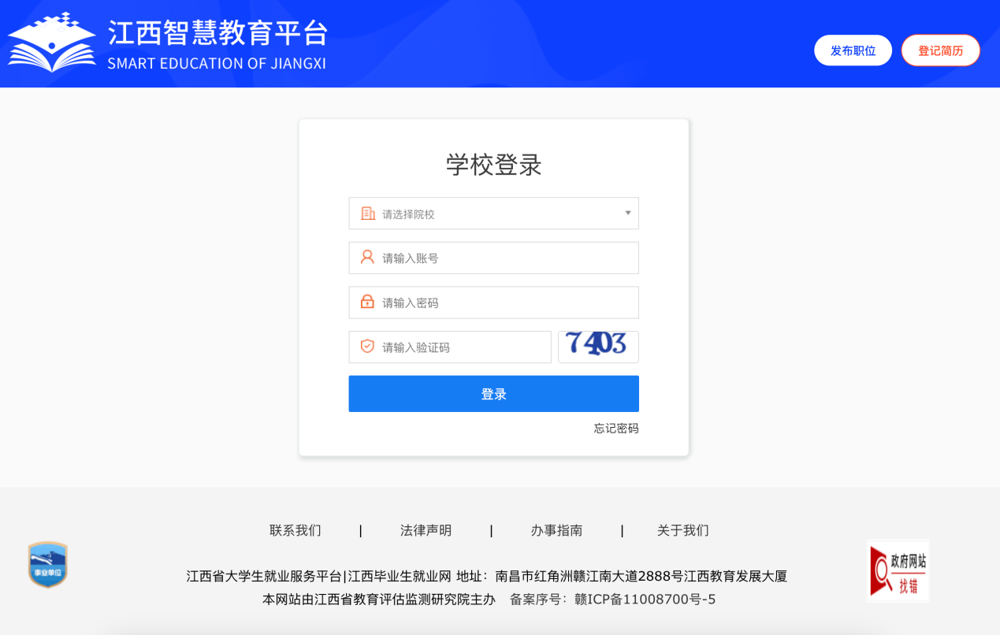 江西智慧教育平台
SMART EDUCATION OF JIANGXI
发布职位 登记简历
学校登录
请选择院校
请输入账号
请输入密码
请输入验证码 7403
登录
忘记密码
联系我们 | 法律声明 | 办事指南 | 关于我们
江西省大学生就业服务平台|江西毕业生就业网 地址：南昌市红角洲赣江南大道2888号江西教育发展大厦
本网站由江西省教育评估监测研究院主办 备案序号：赣ICP备11008700号-5
事业单位
政府网站
找错